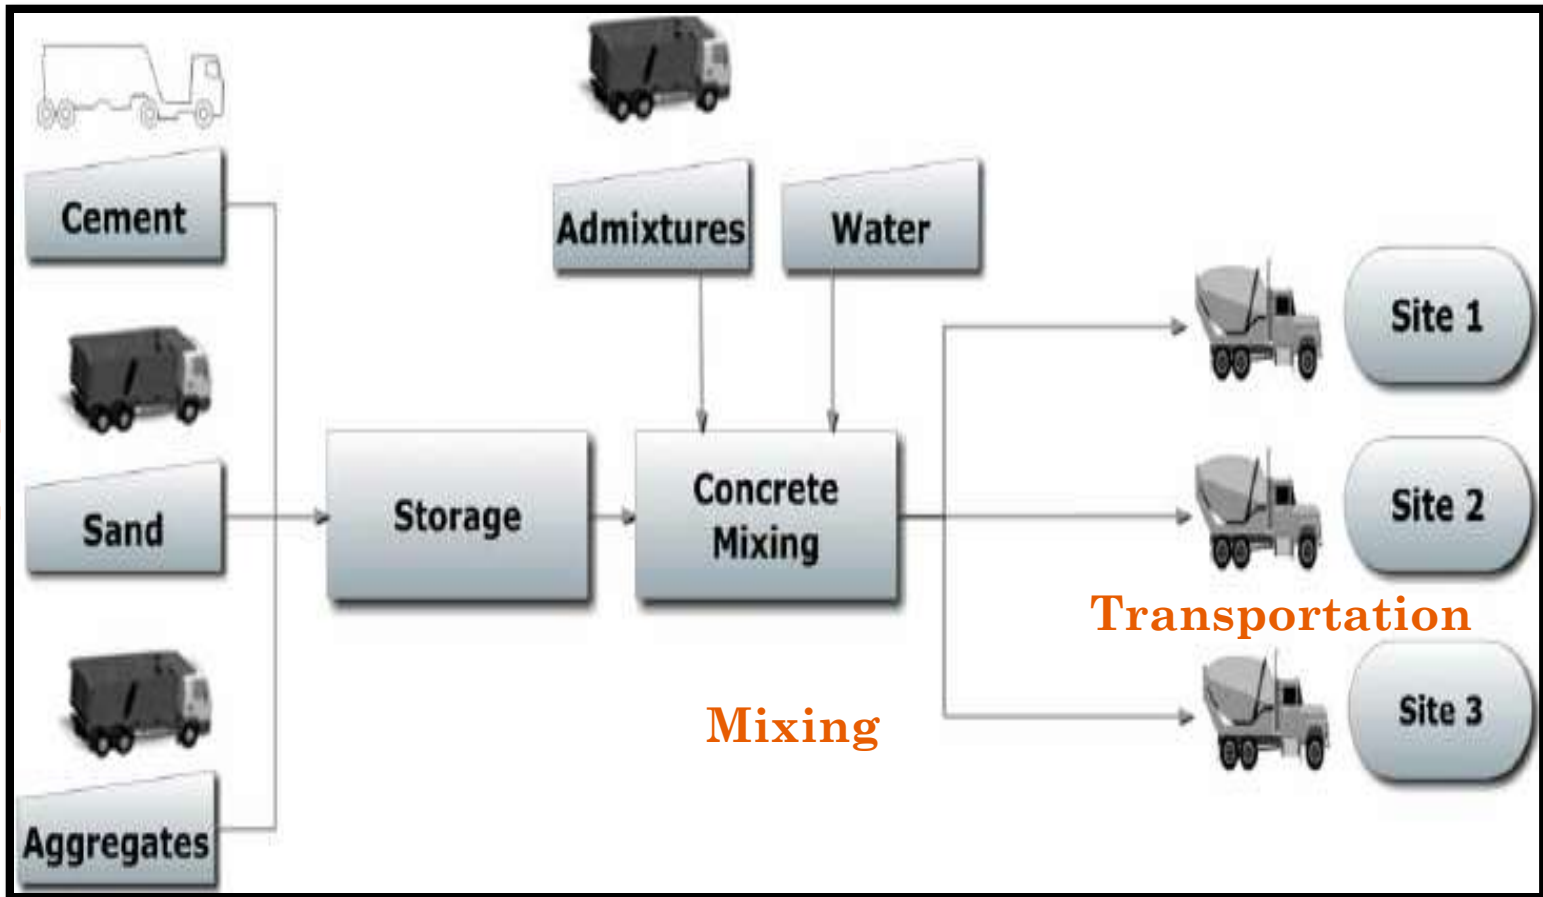 Cement
Admixtures
Water
Site 1
Sand
Storage
Concrete
Mixing
Site 2
Transportation
Mixing
Site 3
Aggregates